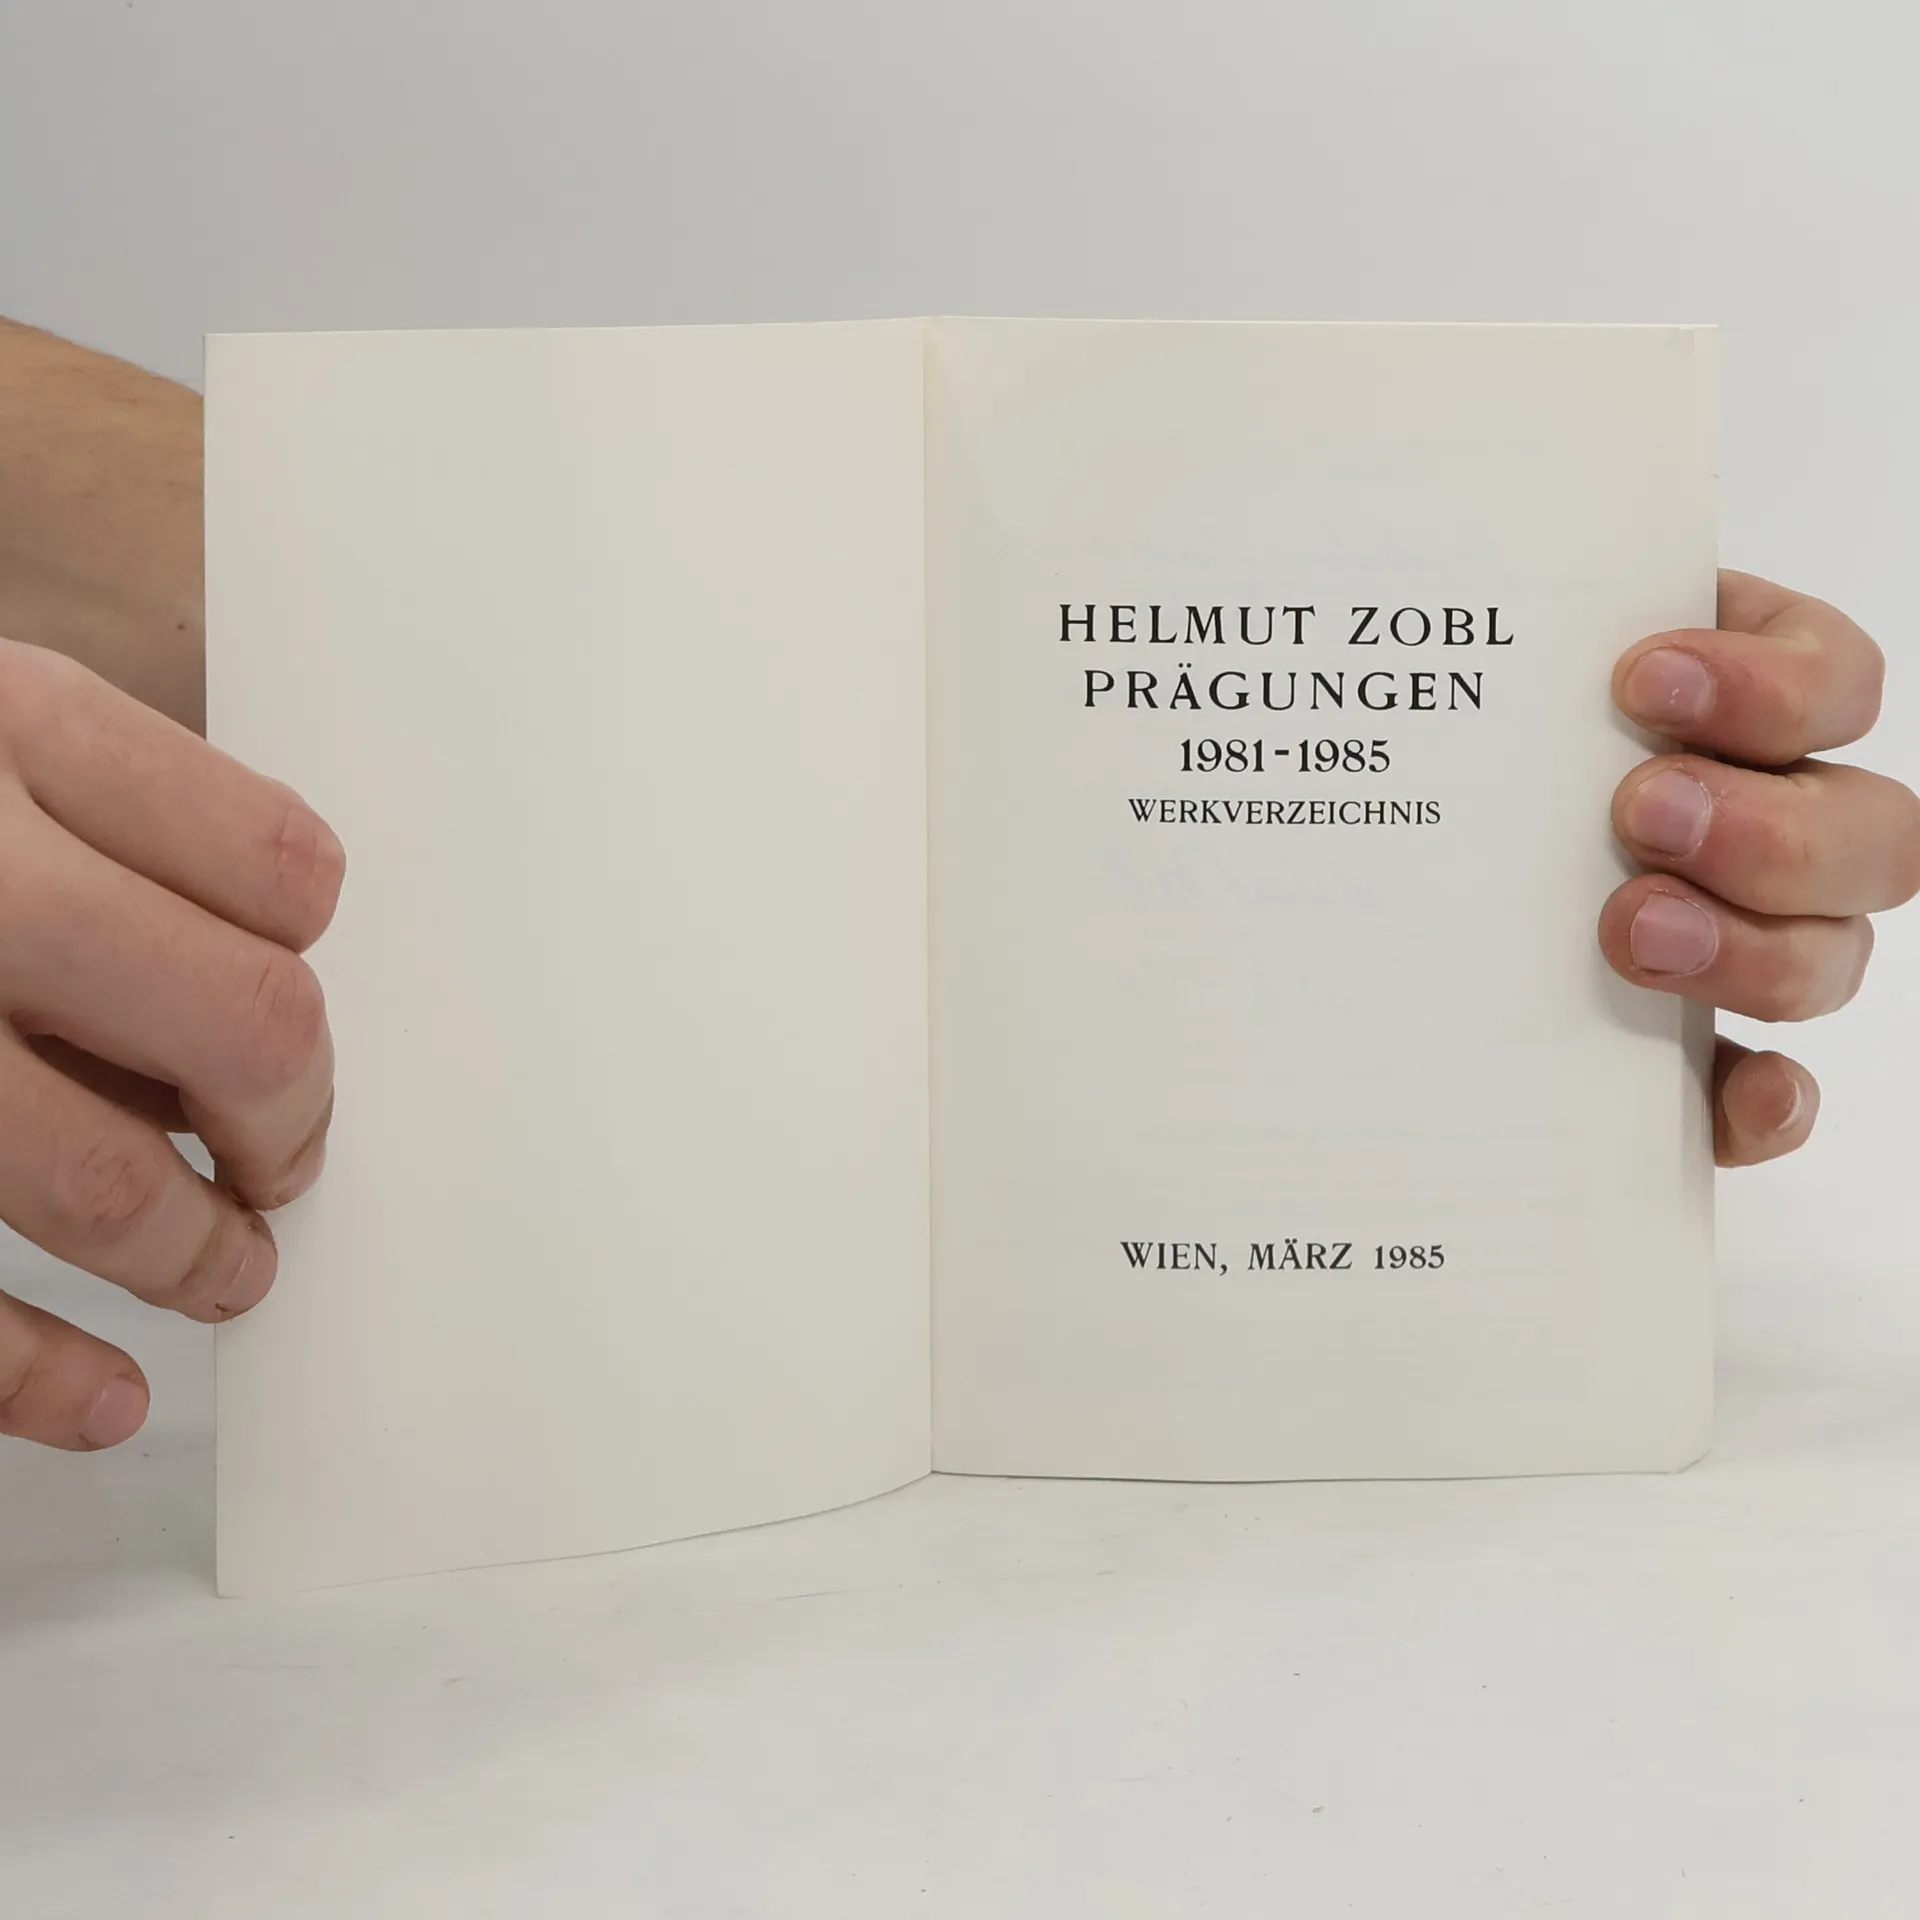 HELMUT ZOBL
PRÄGUNGEN
1981-1985
WERKVERZEICHNIS
WIEN, MÄRZ 1985